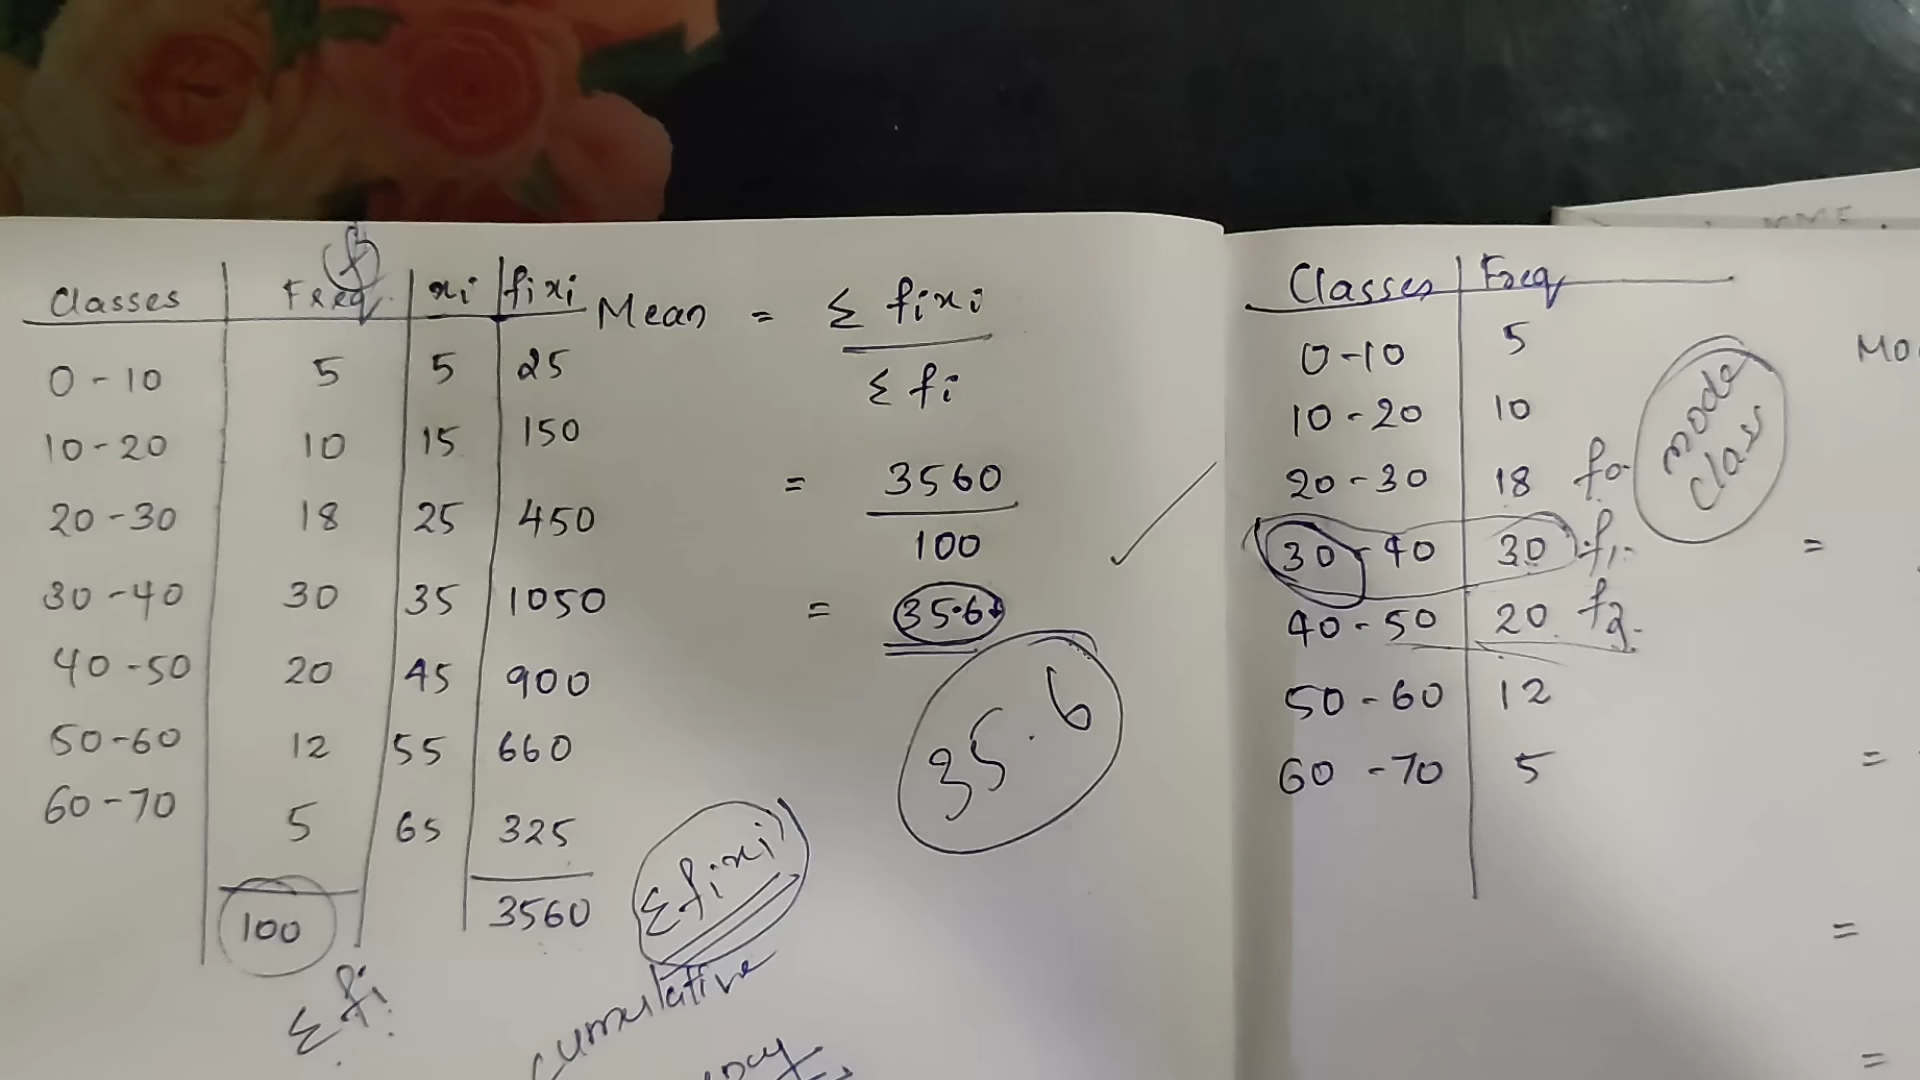 Classes Freq f xi fixi
0-10 5 5 25
10-20 10 15 150
20-30 18 25 450
30-40 30 35 1050
40-50 20 45 900
50-60 12 55 660
60-70 5 65 325
100 3560
Σfi
Σfixi
cumulative
Mean = Σfixi
Σfi
= 3560
100
= 35.6
35.6
Classes Freq
0-10 5
10-20 10
20-30 18 f0
30-40 30 f1
40-50 20 f2
50-60 12
60-70 5
mode
class
=
=
=
=